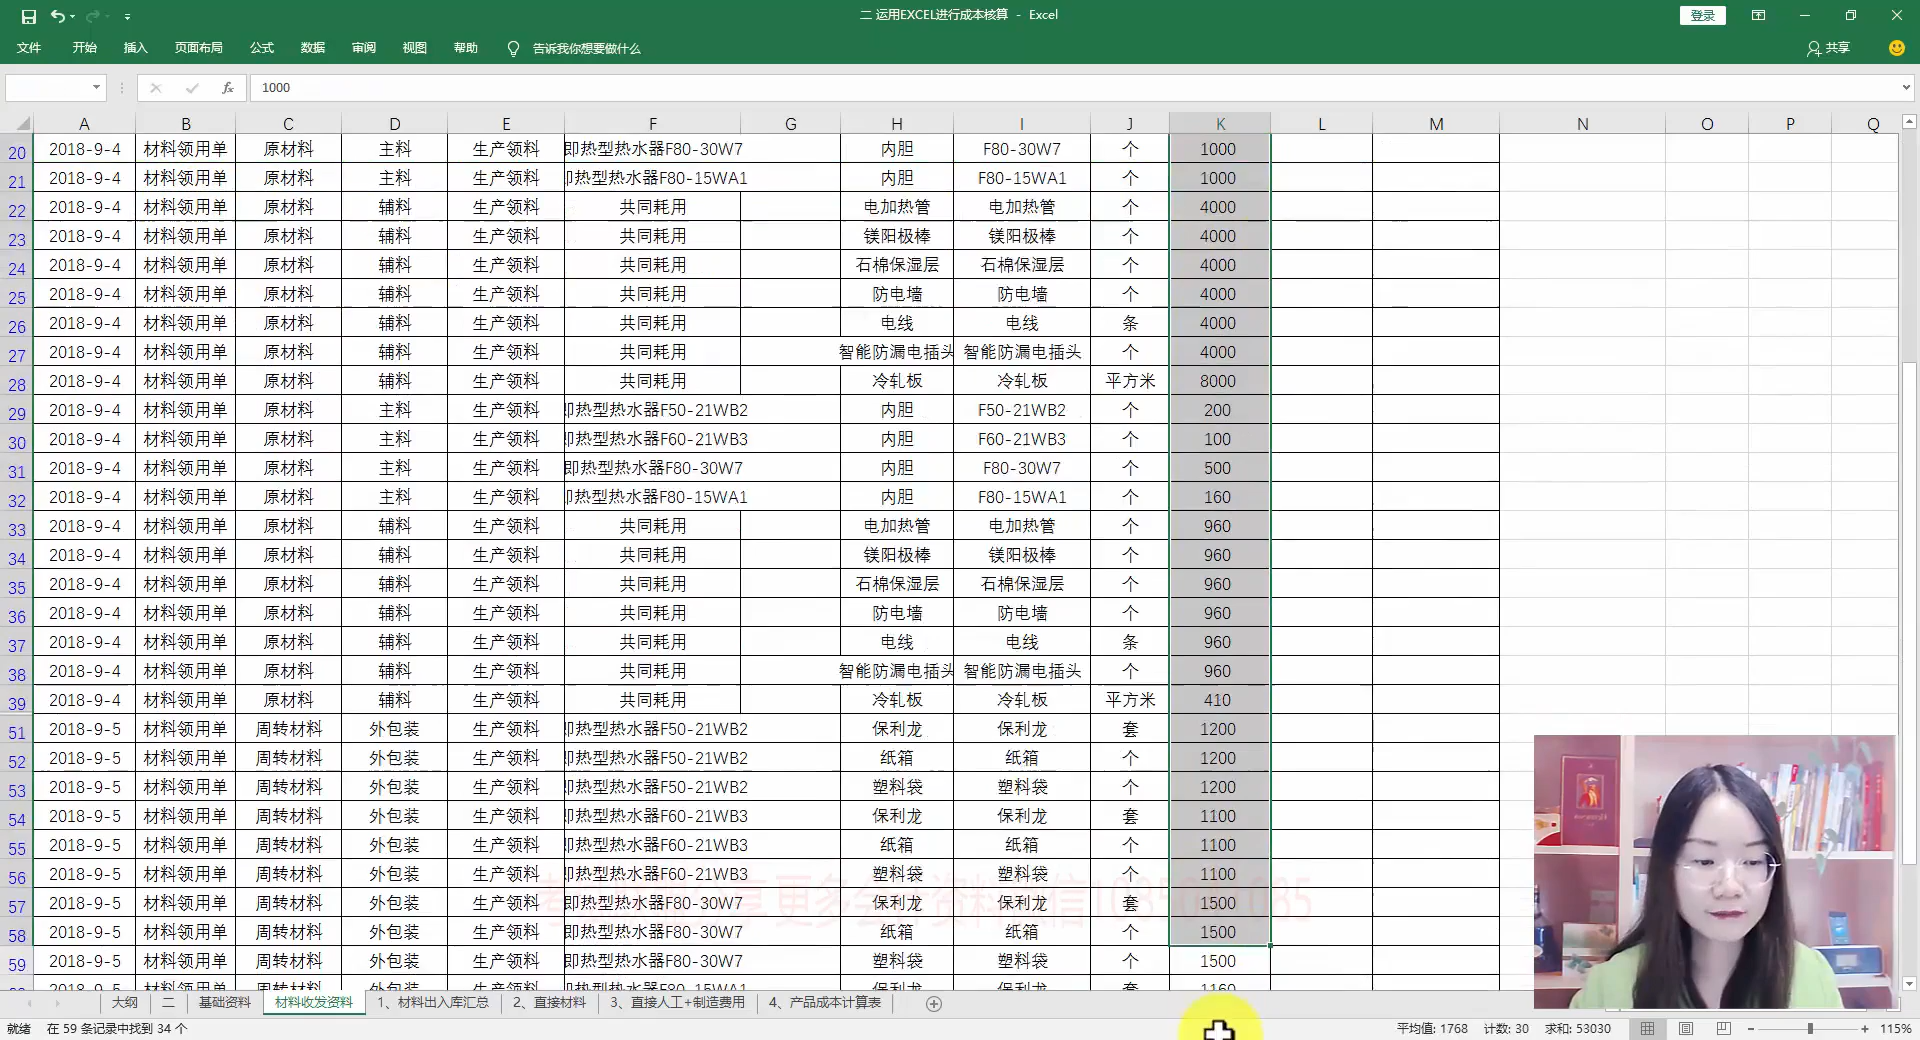 二 运用EXCEL进行成本核算 - Excel
登录
文件 开始 插入 页面布局 公式 数据 审阅 视图 帮助 告诉我你想要做什么 共享
fx 1000
A B C D E F G H I J K L M N O P Q
20 2018-9-4 材料领用单 原材料 主料 生产领料 即热型热水器F80-30W7 内胆 F80-30W7 个 1000
21 2018-9-4 材料领用单 原材料 主料 生产领料 即热型热水器F80-15WA1 内胆 F80-15WA1 个 1000
22 2018-9-4 材料领用单 原材料 辅料 生产领料 共同耗用 电加热管 电加热管 个 4000
23 2018-9-4 材料领用单 原材料 辅料 生产领料 共同耗用 镁阳极棒 镁阳极棒 个 4000
24 2018-9-4 材料领用单 原材料 辅料 生产领料 共同耗用 石棉保湿层 石棉保湿层 个 4000
25 2018-9-4 材料领用单 原材料 辅料 生产领料 共同耗用 防电墙 防电墙 个 4000
26 2018-9-4 材料领用单 原材料 辅料 生产领料 共同耗用 电线 电线 条 4000
27 2018-9-4 材料领用单 原材料 辅料 生产领料 共同耗用 智能防漏电插头 智能防漏电插头 个 4000
28 2018-9-4 材料领用单 原材料 辅料 生产领料 共同耗用 冷轧板 冷轧板 平方米 8000
29 2018-9-4 材料领用单 原材料 主料 生产领料 即热型热水器F50-21WB2 内胆 F50-21WB2 个 200
30 2018-9-4 材料领用单 原材料 主料 生产领料 即热型热水器F60-21WB3 内胆 F60-21WB3 个 100
31 2018-9-4 材料领用单 原材料 主料 生产领料 即热型热水器F80-30W7 内胆 F80-30W7 个 500
32 2018-9-4 材料领用单 原材料 主料 生产领料 即热型热水器F80-15WA1 内胆 F80-15WA1 个 160
33 2018-9-4 材料领用单 原材料 辅料 生产领料 共同耗用 电加热管 电加热管 个 960
34 2018-9-4 材料领用单 原材料 辅料 生产领料 共同耗用 镁阳极棒 镁阳极棒 个 960
35 2018-9-4 材料领用单 原材料 辅料 生产领料 共同耗用 石棉保湿层 石棉保湿层 个 960
36 2018-9-4 材料领用单 原材料 辅料 生产领料 共同耗用 防电墙 防电墙 个 960
37 2018-9-4 材料领用单 原材料 辅料 生产领料 共同耗用 电线 电线 条 960
38 2018-9-4 材料领用单 原材料 辅料 生产领料 共同耗用 智能防漏电插头 智能防漏电插头 个 960
39 2018-9-4 材料领用单 原材料 辅料 生产领料 共同耗用 冷轧板 冷轧板 平方米 410
51 2018-9-5 材料领用单 周转材料 外包装 生产领料 即热型热水器F50-21WB2 保利龙 保利龙 套 1200
52 2018-9-5 材料领用单 周转材料 外包装 生产领料 即热型热水器F50-21WB2 纸箱 纸箱 个 1200
53 2018-9-5 材料领用单 周转材料 外包装 生产领料 即热型热水器F50-21WB2 塑料袋 塑料袋 个 1200
54 2018-9-5 材料领用单 周转材料 外包装 生产领料 即热型热水器F60-21WB3 保利龙 保利龙 套 1100
55 2018-9-5 材料领用单 周转材料 外包装 生产领料 即热型热水器F60-21WB3 纸箱 纸箱 个 1100
56 2018-9-5 材料领用单 周转材料 外包装 生产领料 即热型热水器F60-21WB3 塑料袋 塑料袋 个 1100
57 2018-9-5 材料领用单 周转材料 外包装 生产领料 即热型热水器F80-30W7 保利龙 保利龙 套 1500
58 2018-9-5 材料领用单 周转材料 外包装 生产领料 即热型热水器F80-30W7 纸箱 纸箱 个 1500
59 2018-9-5 材料领用单 周转材料 外包装 生产领料 即热型热水器F80-30W7 塑料袋 塑料袋 个 1500
大纲 二 基础资料 材料收发资料 1、材料出入库汇总 2、直接材料 3、直接人工+制造费用 4、产品成本计算表
就绪 在 59 条记录中找到 34 个 平均值: 1768 计数: 30 求和: 53030 115%